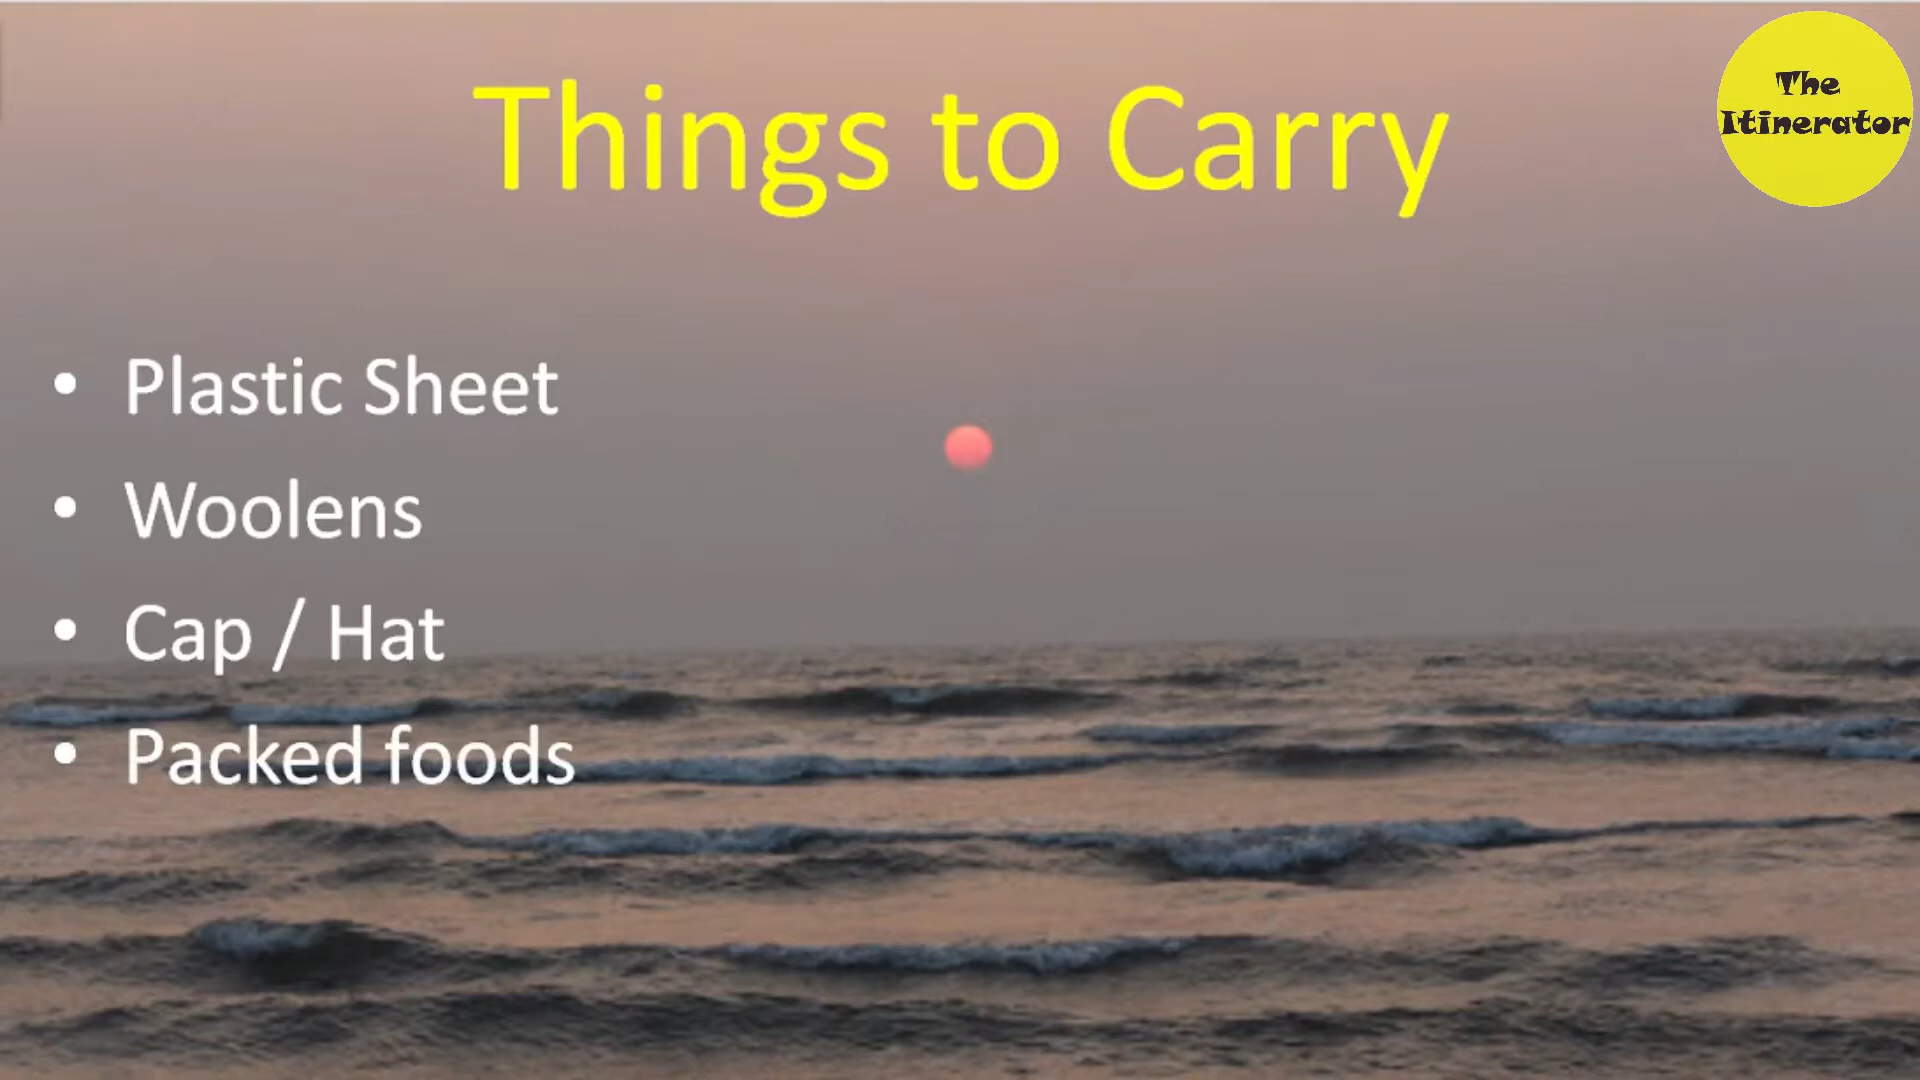 Things to Carry
The
Itinerator
• Plastic Sheet
• Woolens
• Cap / Hat
• Packed foods